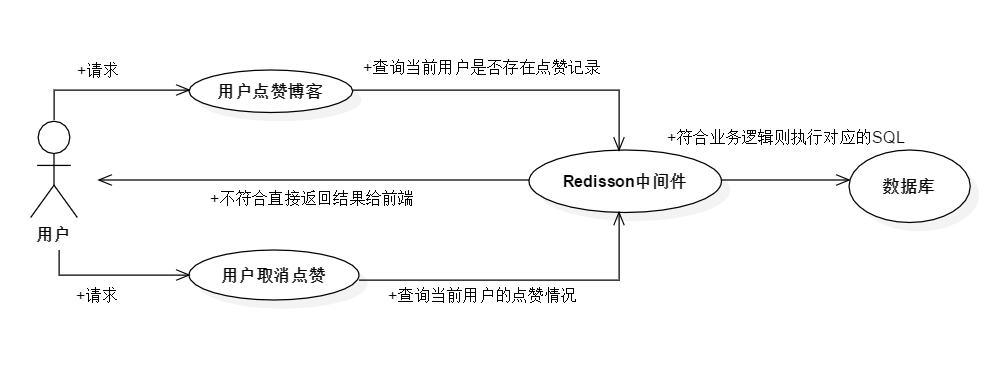 +请求
+查询当前用户是否存在点赞记录
用户点赞博客
+符合业务逻辑则执行对应的SQL
Redisson中间件
数据库
+不符合直接返回结果给前端
用户
用户取消点赞
+请求
+查询当前用户的点赞情况